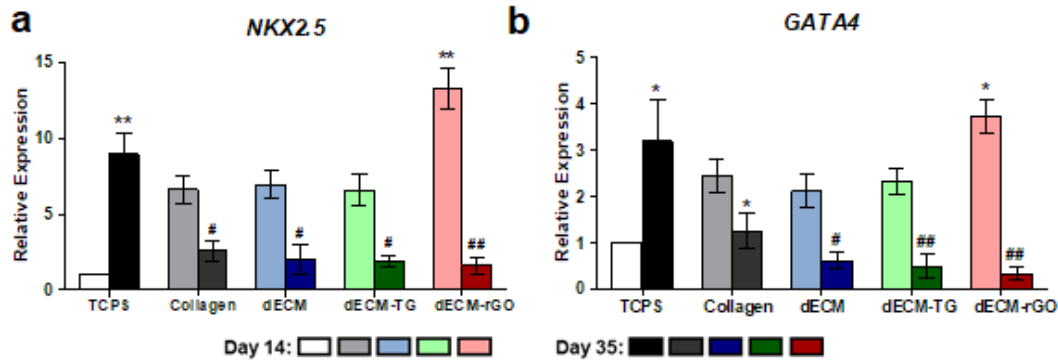 a
NKX2.5
Relative Expression
15
10
5
0
**
#
#
#
**
##
TCPS Collagen dECM dECM-TG dECM-rGO
b
GATA4
Relative Expression
5
4
3
2
1
0
*
*
#
##
*
##
TCPS Collagen dECM dECM-TG dECM-rGO
Day 14:
Day 35: